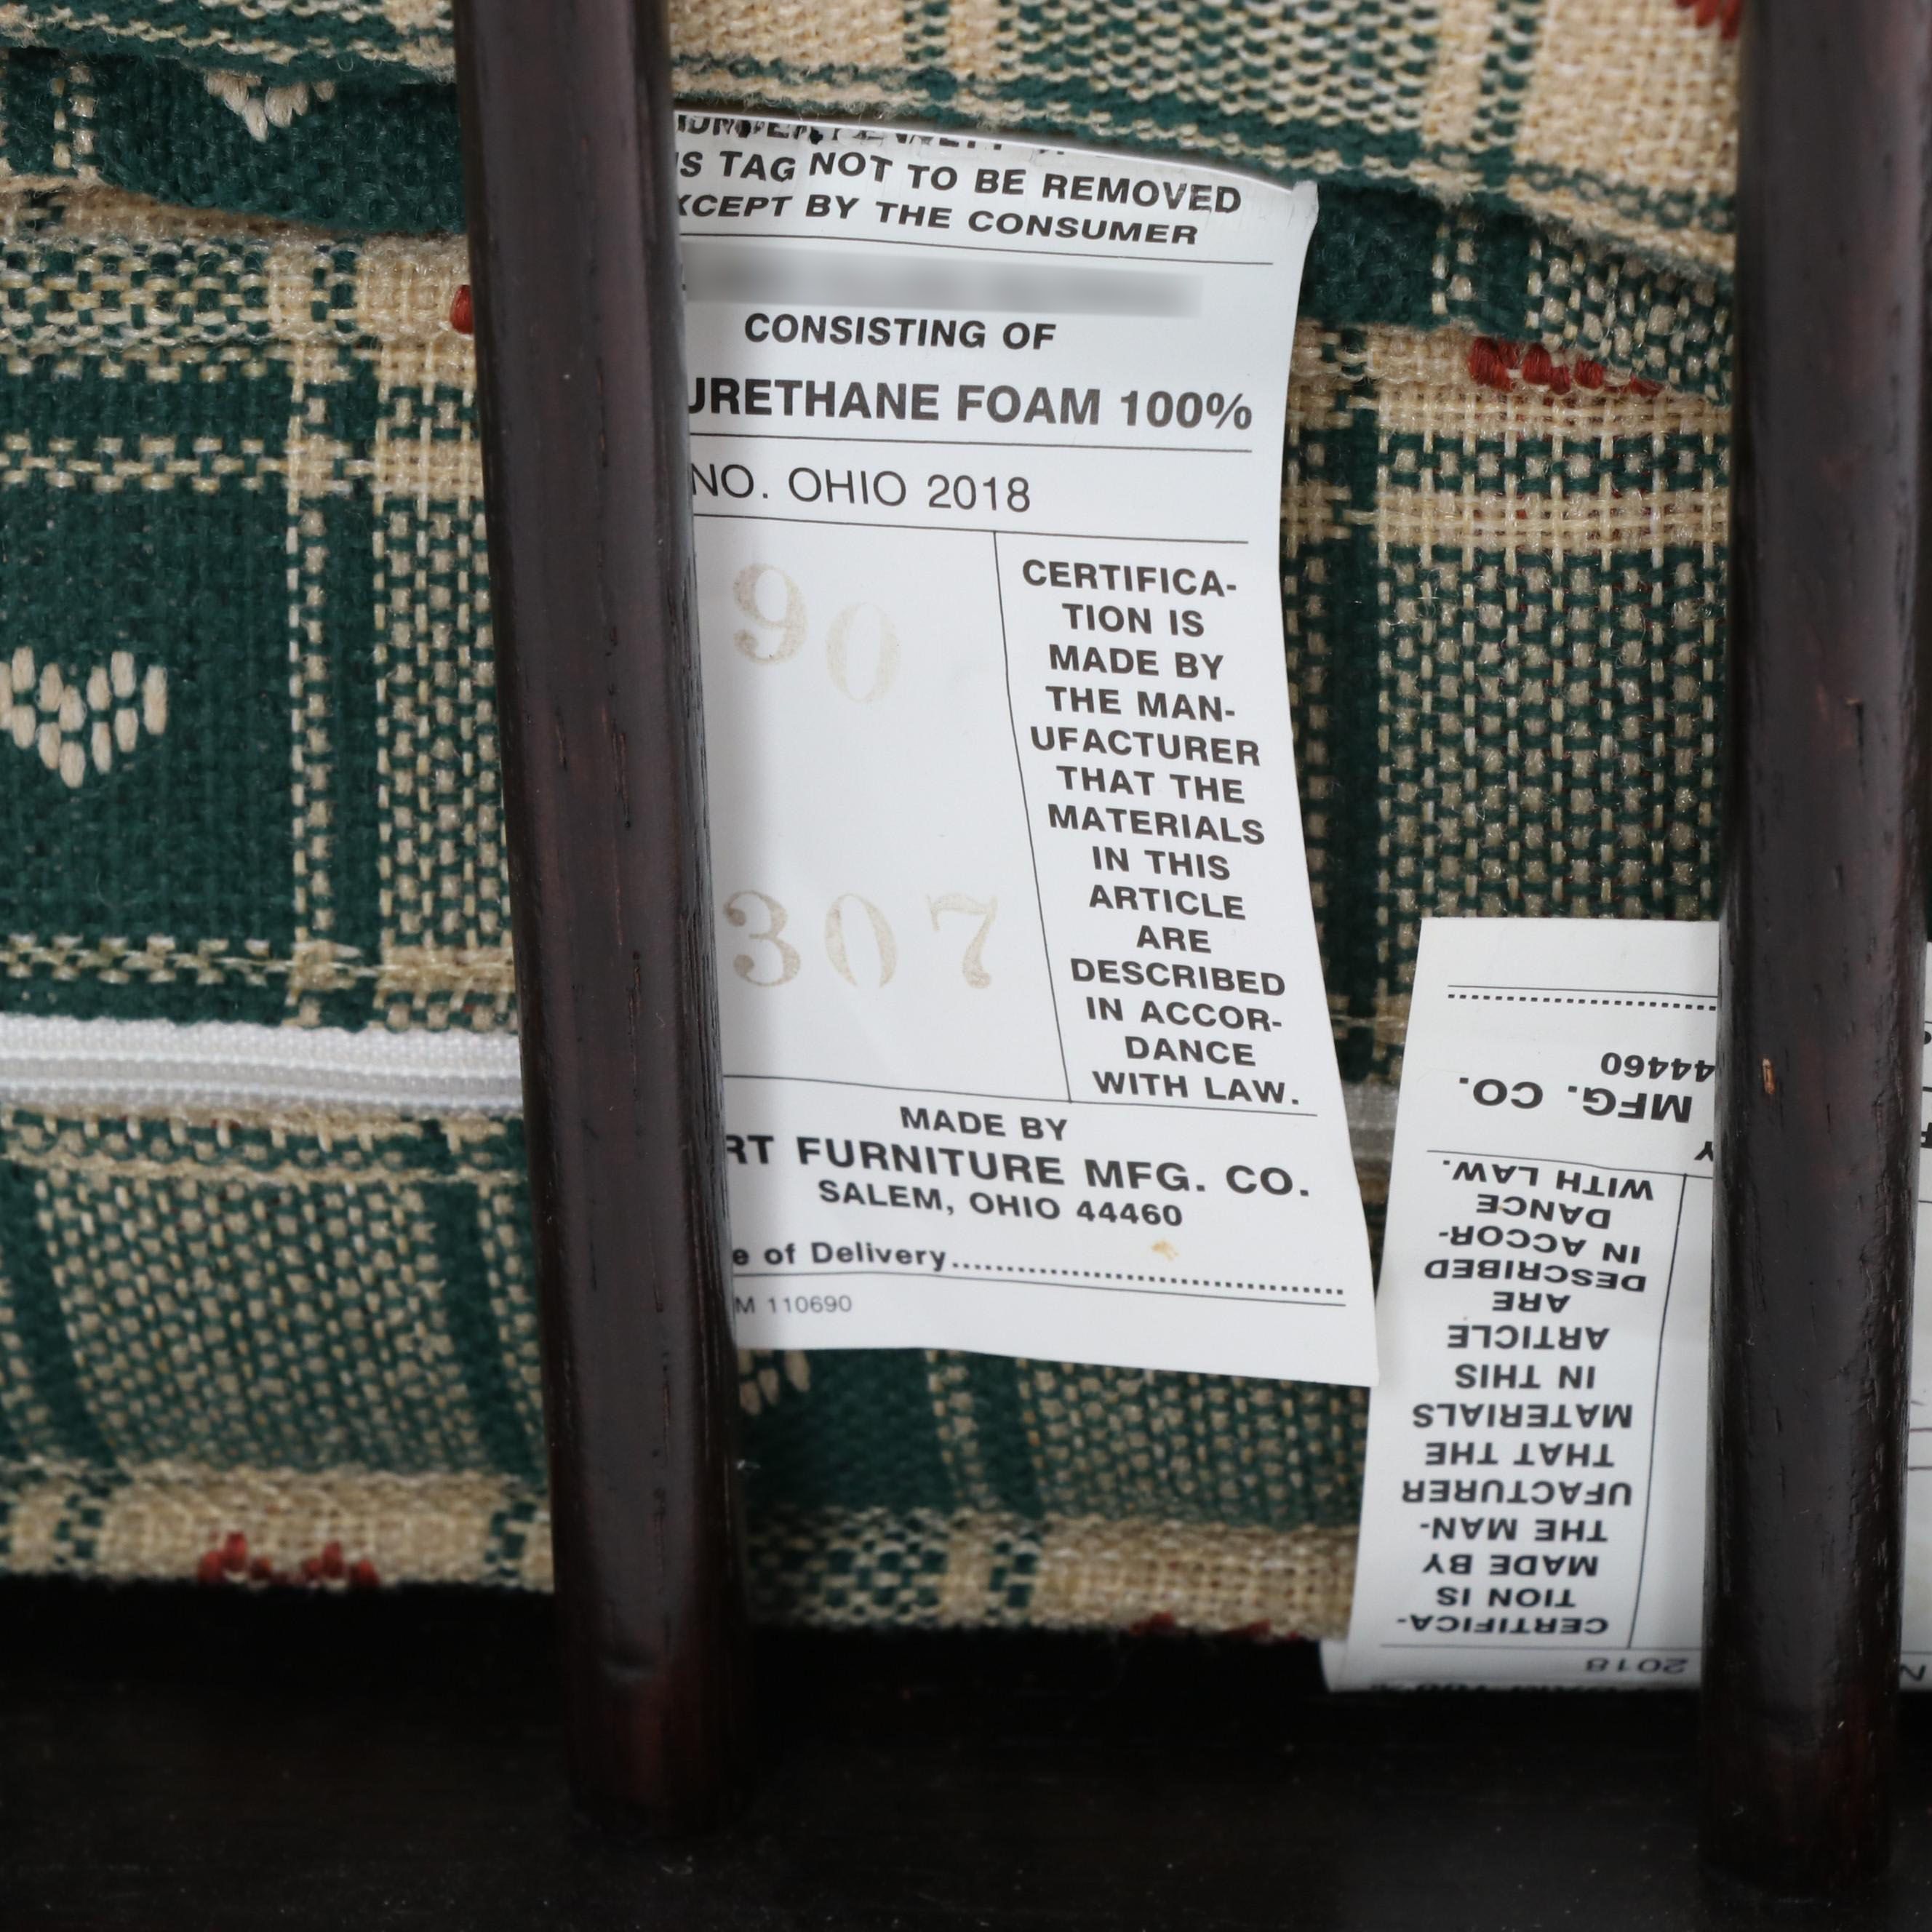 S TAG NOT TO BE REMOVED
XCEPT BY THE CONSUMER
CONSISTING OF
URETHANE FOAM 100%
NO. OHIO 2018
90
307
CERTIFICA-
TION IS
MADE BY
THE MAN-
UFACTURER
THAT THE
MATERIALS
IN THIS
ARTICLE
ARE
DESCRIBED
IN ACCOR-
DANCE
WITH LAW.
MADE BY
RT FURNITURE MFG. CO.
SALEM, OHIO 44460
e of Delivery
M 110690
2018
CERTIFICA-
TION IS
MADE BY
THE MAN-
UFACTURER
THAT THE
MATERIALS
IN THIS
ARTICLE
ARE
DESCRIBED
IN ACCOR-
DANCE
WITH LAW.
Y
MFG. CO.
44460